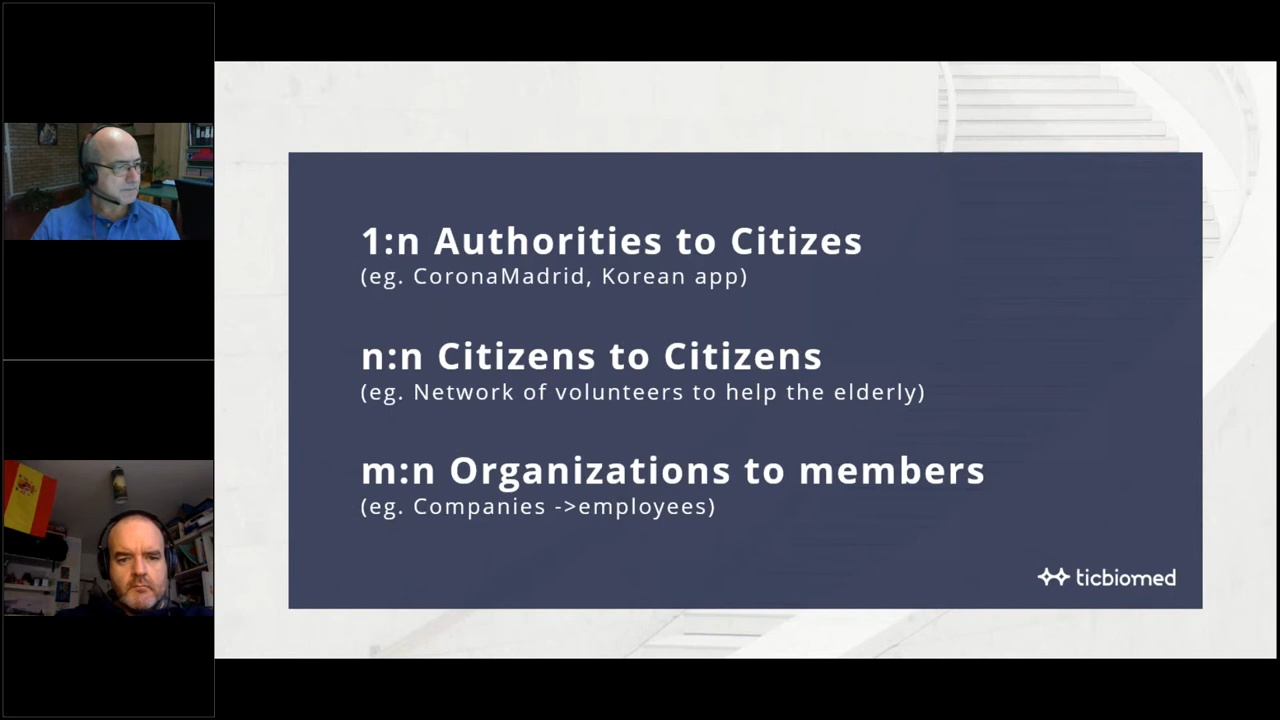 1:n Authorities to Citizes
(eg. CoronaMadrid, Korean app)
n:n Citizens to Citizens
(eg. Network of volunteers to help the elderly)
m:n Organizations to members
(eg. Companies ->employees)
ticbiomed